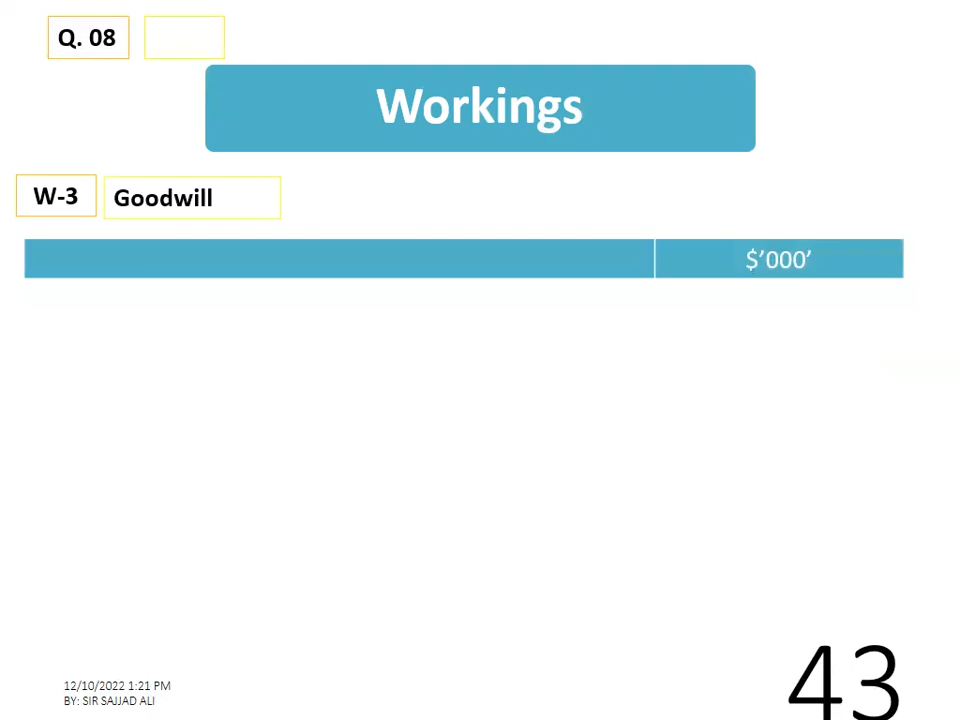 Q. 08
Workings
W-3 Goodwill
$’000’
12/10/2022 1:21 PM
BY: SIR SAJJAD ALI
43